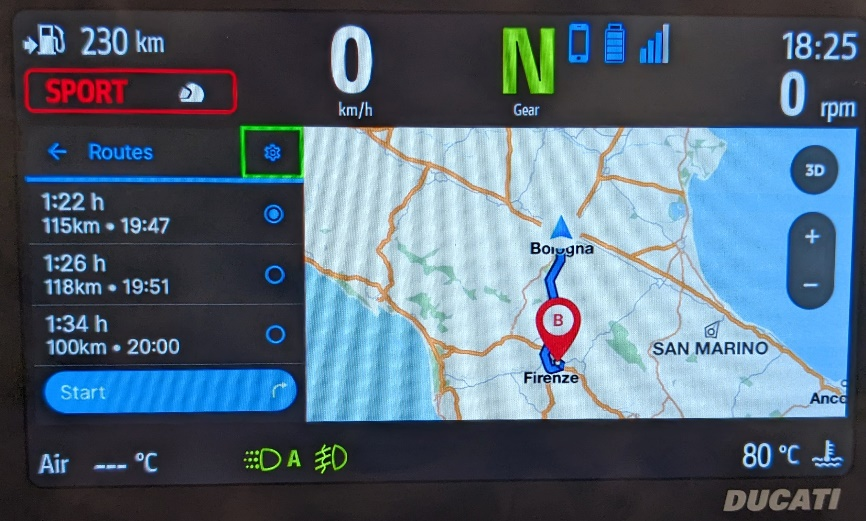 230 km
0
km/h
N
Gear
18:25
0 rpm
SPORT
Routes
1:22 h
115km • 19:47
1:26 h
118km • 19:51
1:34 h
100km • 20:00
Start
3D
+
−
Bologna
B
Firenze
SAN MARINO
Anco
Air --- °C
A
80 °C
DUCATI